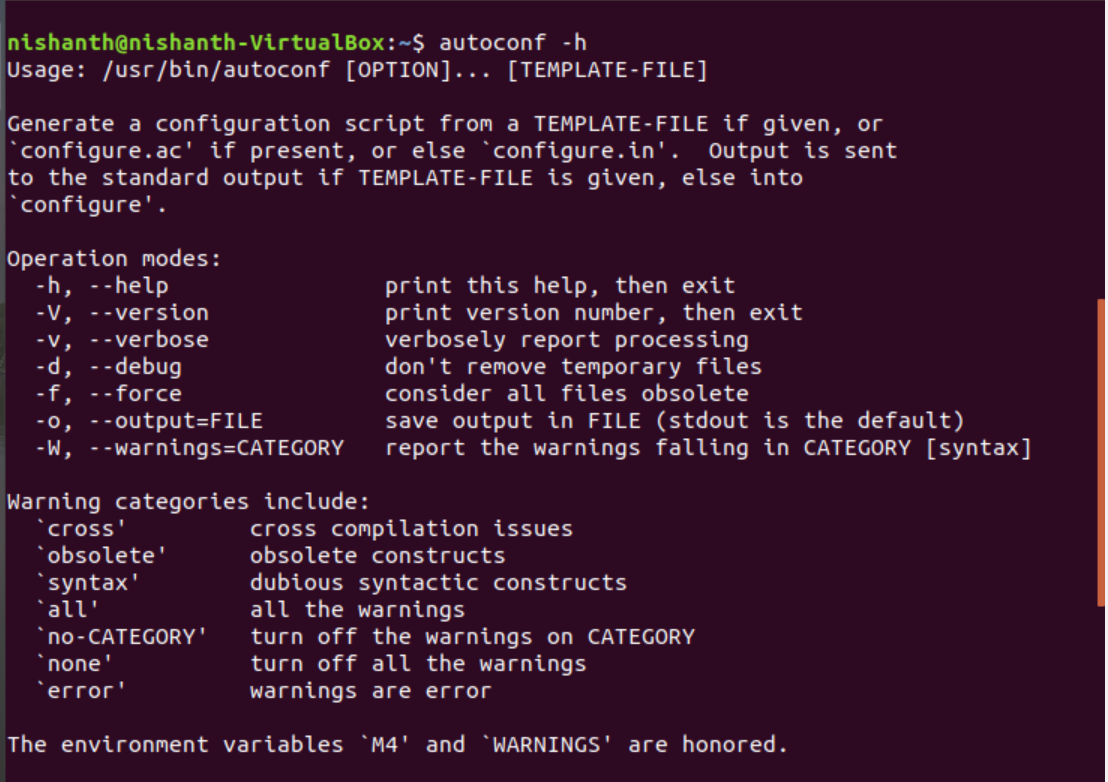 nishanth@nishanth-VirtualBox:~$ autoconf -h
Usage: /usr/bin/autoconf [OPTION]... [TEMPLATE-FILE]
Generate a configuration script from a TEMPLATE-FILE if given, or
`configure.ac' if present, or else `configure.in'.  Output is sent
to the standard output if TEMPLATE-FILE is given, else into
`configure'.
Operation modes:
  -h, --help                print this help, then exit
  -V, --version             print version number, then exit
  -v, --verbose             verbosely report processing
  -d, --debug               don't remove temporary files
  -f, --force               consider all files obsolete
  -o, --output=FILE         save output in FILE (stdout is the default)
  -W, --warnings=CATEGORY   report the warnings falling in CATEGORY [syntax]
Warning categories include:
  `cross'         cross compilation issues
  `obsolete'      obsolete constructs
  `syntax'        dubious syntactic constructs
  `all'           all the warnings
  `no-CATEGORY'   turn off the warnings on CATEGORY
  `none'          turn off all the warnings
  `error'         warnings are error
The environment variables `M4' and `WARNINGS' are honored.